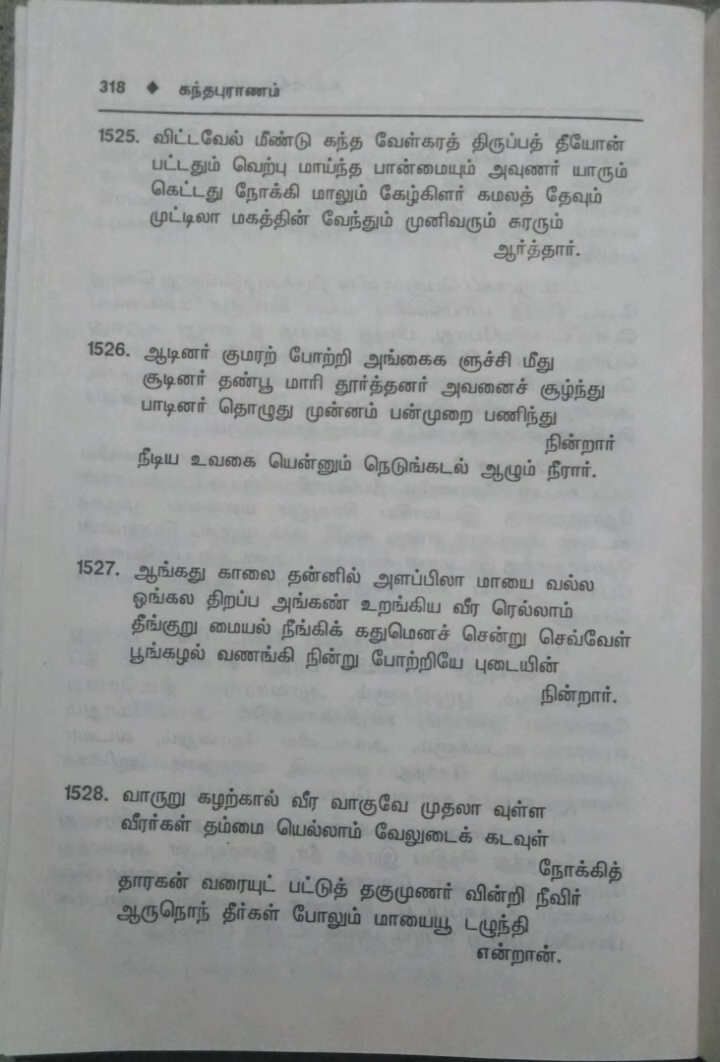 318 ◆ கந்தபுராணம்
1525. விட்டவேல் மீண்டு கந்த வேள்கரத் திருப்பத் தீயோன்
பட்டதும் வெற்பு மாய்ந்த பான்மையும் அவுணர் யாரும்
கெட்டது நோக்கி மாலும் கேழ்கிளர் கமலத் தேவும்
முட்டிலா மகத்தின் வேந்தும் முனிவரும் சுரரும்
ஆர்த்தார்.
1526. ஆடினர் குமரற் போற்றி அங்கைக ளுச்சி மீது
சூடினர் தண்பூ மாரி தூர்த்தனர் அவனைச் சூழ்ந்து
பாடினர் தொழுது முன்னம் பன்முறை பணிந்து
நின்றார்
நீடிய உவகை யென்னும் நெடுங்கடல் ஆழும் நீரார்.
1527. ஆங்கது காலை தன்னில் அளப்பிலா மாயை வல்ல
ஒங்கல திறப்ப அங்கண் உறங்கிய வீர ரெல்லாம்
தீங்குறு மையல் நீங்கிக் கதுமெனச் சென்று செவ்வேள்
பூங்கழல் வணங்கி நின்று போற்றியே புடையின்
நின்றார்.
1528. வாருறு கழற்கால் வீர வாகுவே முதலா வுள்ள
வீரர்கள் தம்மை யெல்லாம் வேலுடைக் கடவுள்
நோக்கித்
தாரகன் வரையுட் பட்டுத் தகுமுணர் வின்றி நீவிர்
ஆருநொந் தீர்கள் போலும் மாயையூ டழுந்தி
என்றான்.